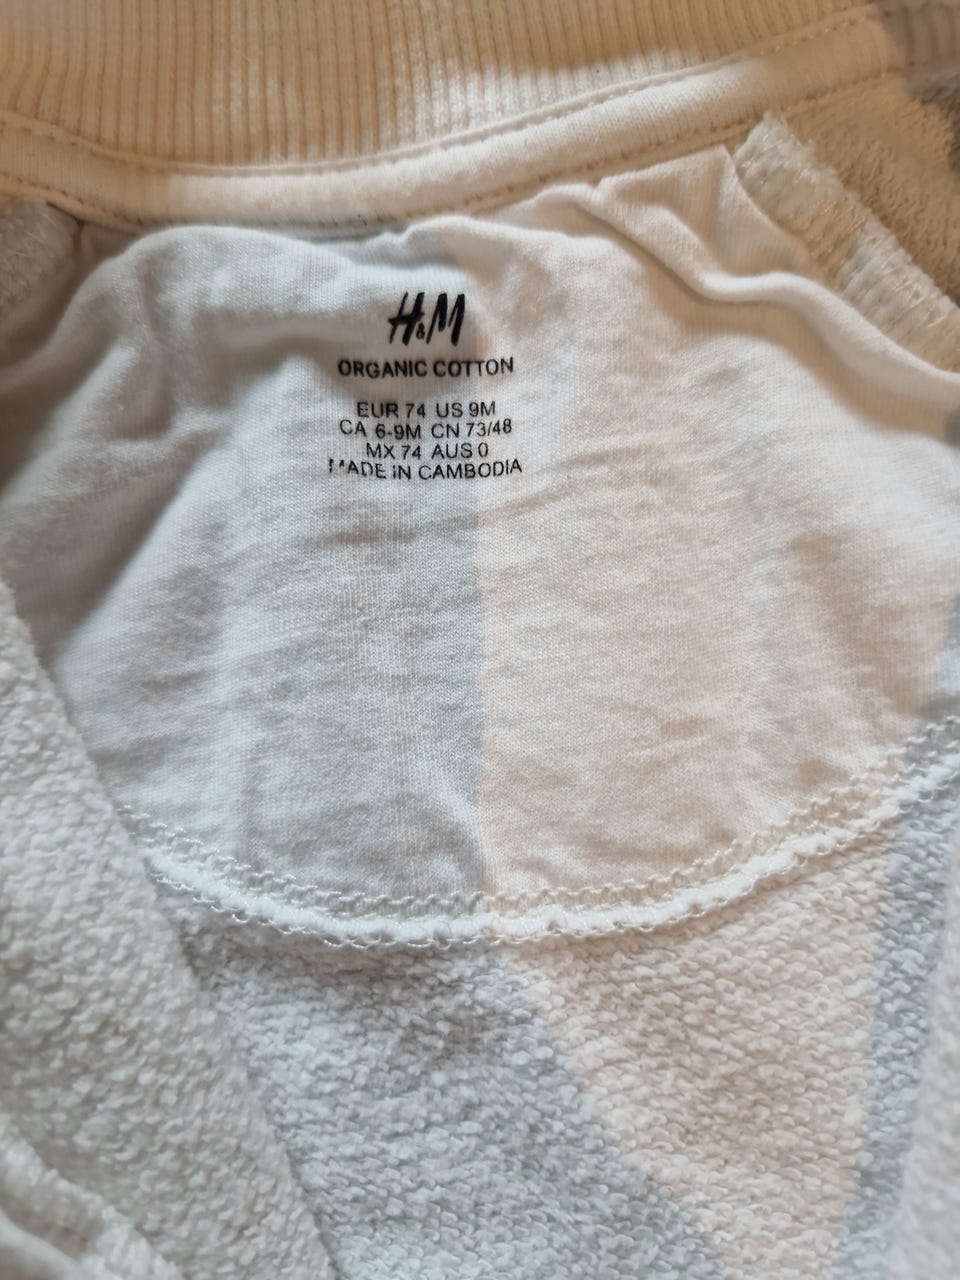 H&M
ORGANIC COTTON
EUR 74 US 9M
CA 6-9M CN 73/48
MX 74 AUS 0
MADE IN CAMBODIA